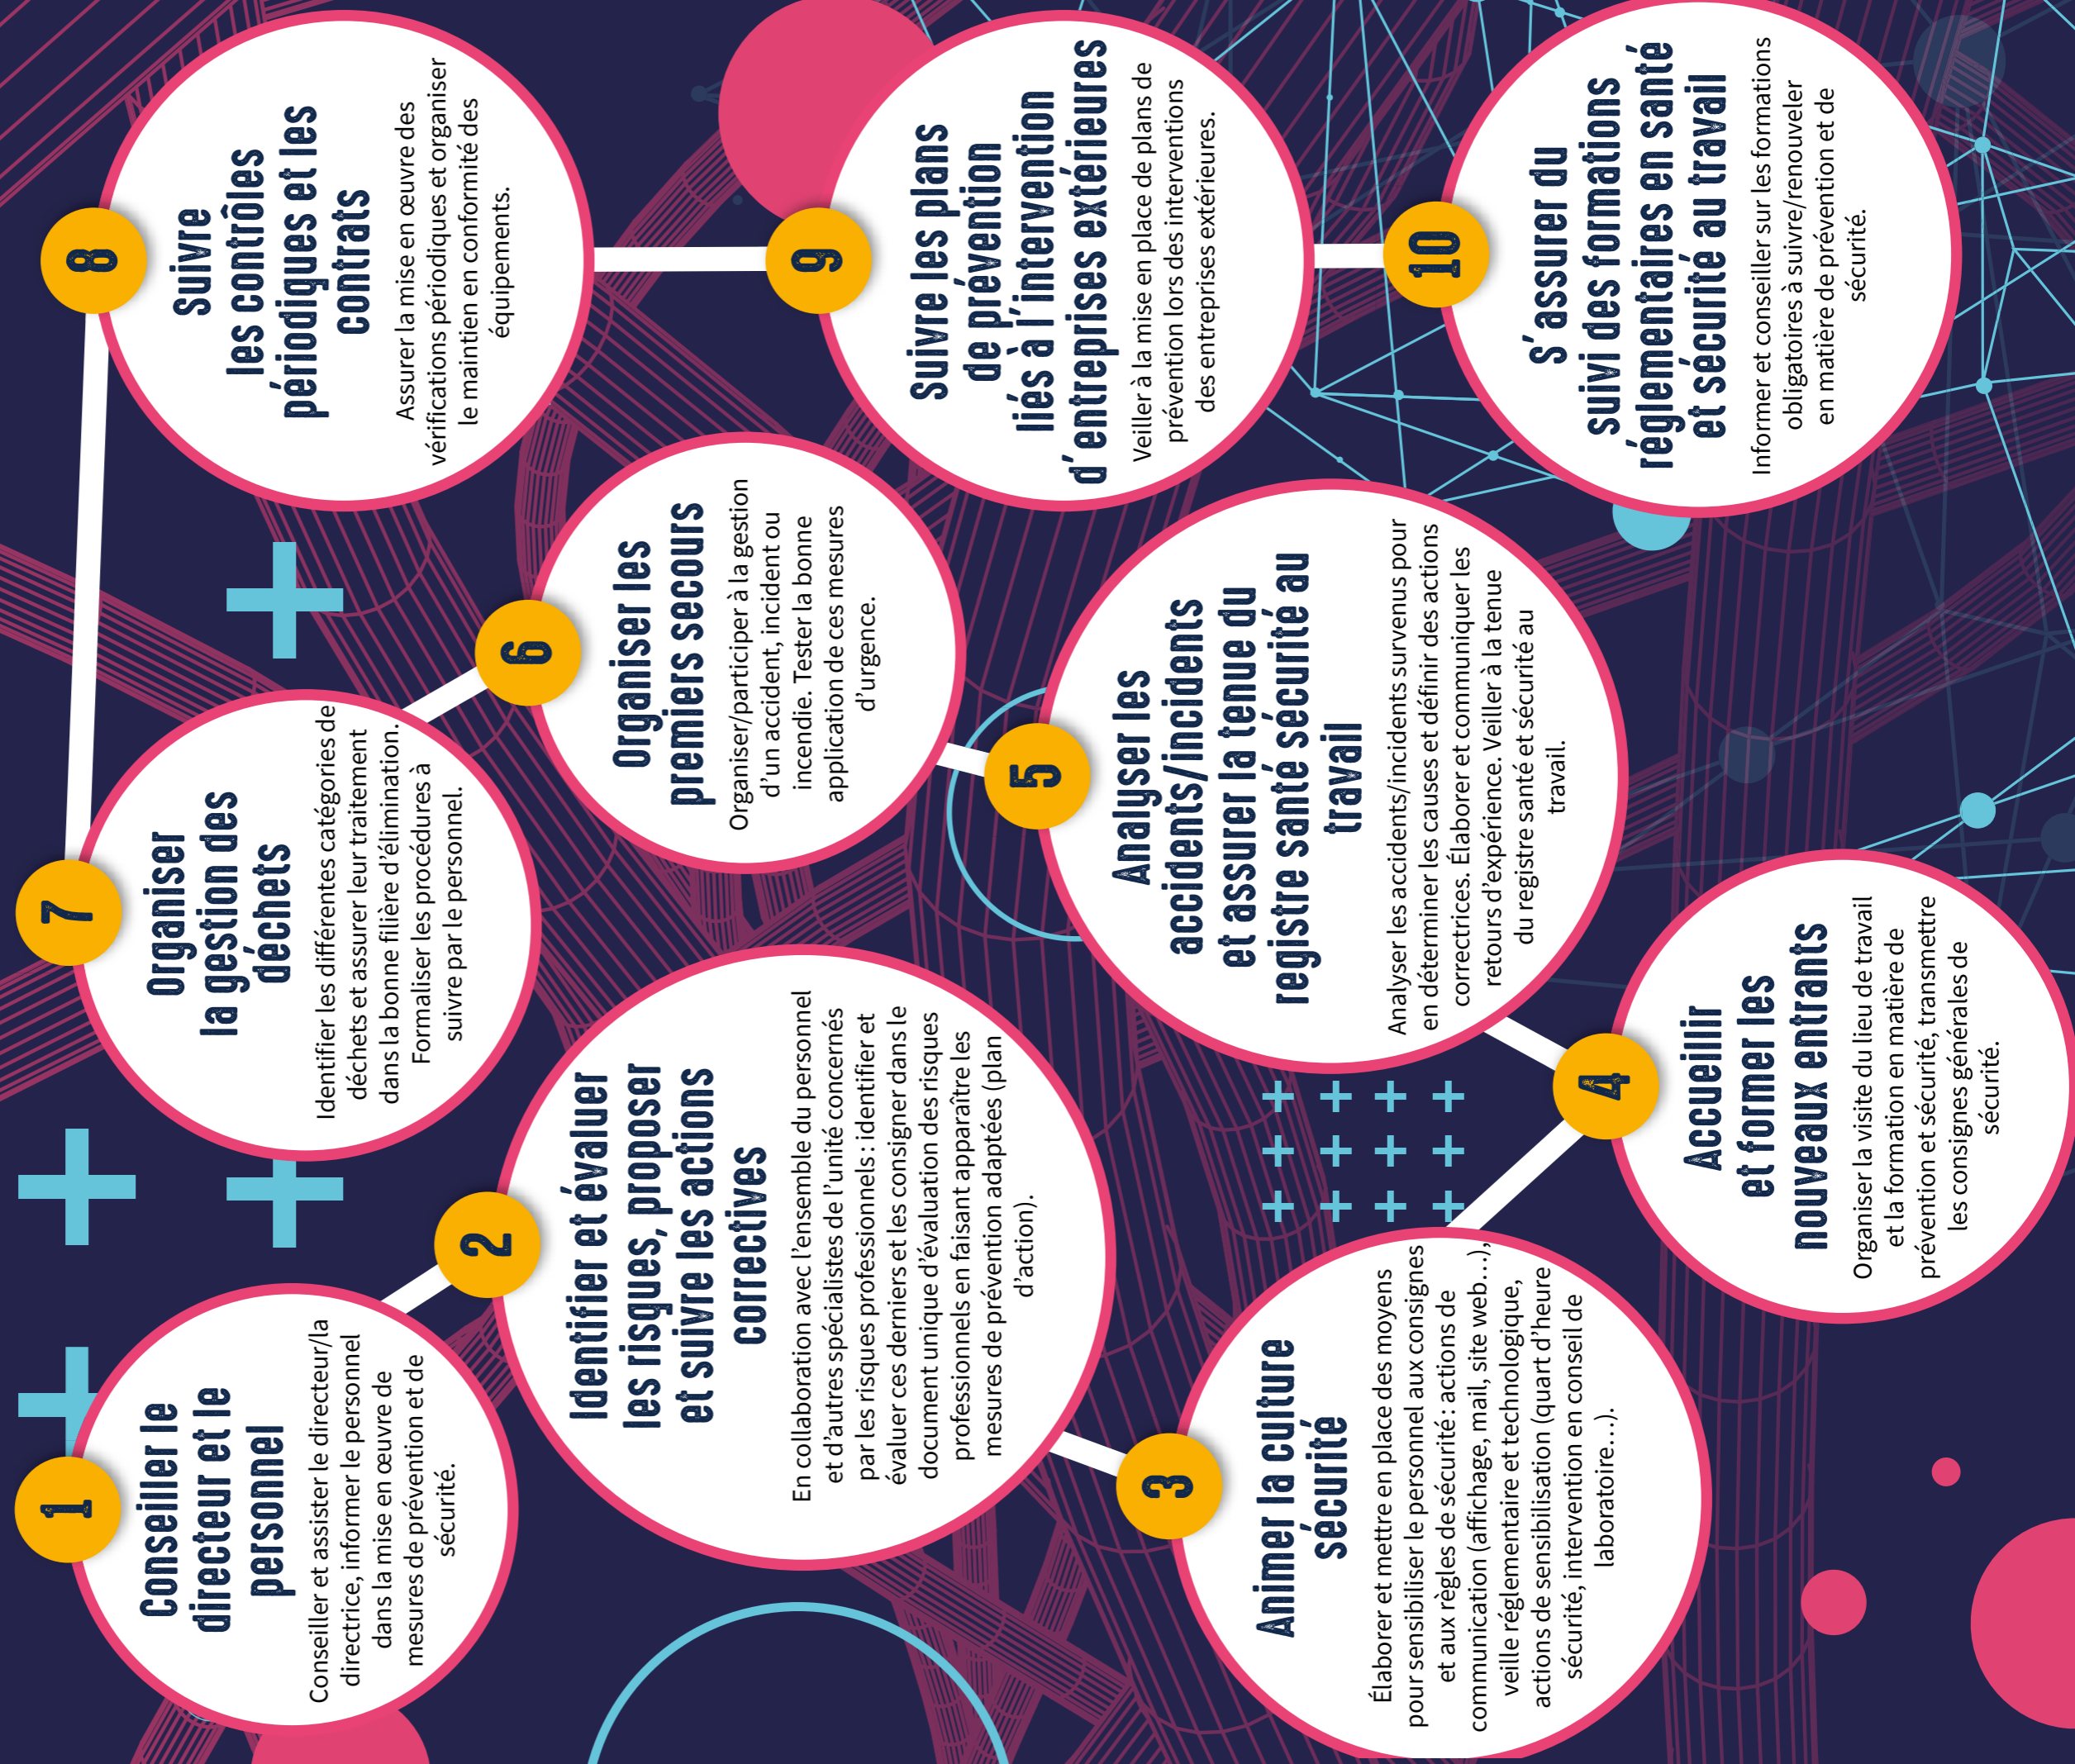 1
Conseiller le
directeur et le
personnel
Conseiller et assister le directeur/la
directrice, informer le personnel
dans la mise en œuvre de
mesures de prévention et de
sécurité.
2
Identifier et évaluer
les risques, proposer
et suivre les actions
correctives
En collaboration avec l'ensemble du personnel
et d'autres spécialistes de l'unité concernés
par les risques professionnels : identifier et
évaluer ces derniers et les consigner dans le
document unique d'évaluation des risques
professionnels en faisant apparaître les
mesures de prévention adaptées (plan
d'action).
3
Animer la culture
sécurité
Élaborer et mettre en place des moyens
pour sensibiliser le personnel aux consignes
et aux règles de sécurité : actions de
communication (affichage, mail, site web…),
veille réglementaire et technologique,
actions de sensibilisation (quart d'heure
sécurité, intervention en conseil de
laboratoire…).
4
Accueillir
et former les
nouveaux entrants
Organiser la visite du lieu de travail
et la formation en matière de
prévention et sécurité, transmettre
les consignes générales de
sécurité.
5
Analyser les
accidents/incidents
et assurer la tenue du
registre santé sécurité au
travail
Analyser les accidents/incidents survenus pour
en déterminer les causes et définir des actions
correctrices. Élaborer et communiquer les
retours d'expérience. Veiller à la tenue
du registre santé et sécurité au
travail.
6
Organiser les
premiers secours
Organiser/participer à la gestion
d'un accident, incident ou
incendie. Tester la bonne
application de ces mesures
d'urgence.
7
Organiser
la gestion des
déchets
Identifier les différentes catégories de
déchets et assurer leur traitement
dans la bonne filière d'élimination.
Formaliser les procédures à
suivre par le personnel.
8
Suivre
les contrôles
périodiques et les
contrats
Assurer la mise en œuvre des
vérifications périodiques et organiser
le maintien en conformité des
équipements.
9
Suivre les plans
de prévention
liés à l'intervention
d'entreprises extérieures
Veiller à la mise en place de plans de
prévention lors des interventions
des entreprises extérieures.
10
S'assurer du
suivi des formations
réglementaires en santé
et sécurité au travail
Informer et conseiller sur les formations
obligatoires à suivre/renouveler
en matière de prévention et de
sécurité.